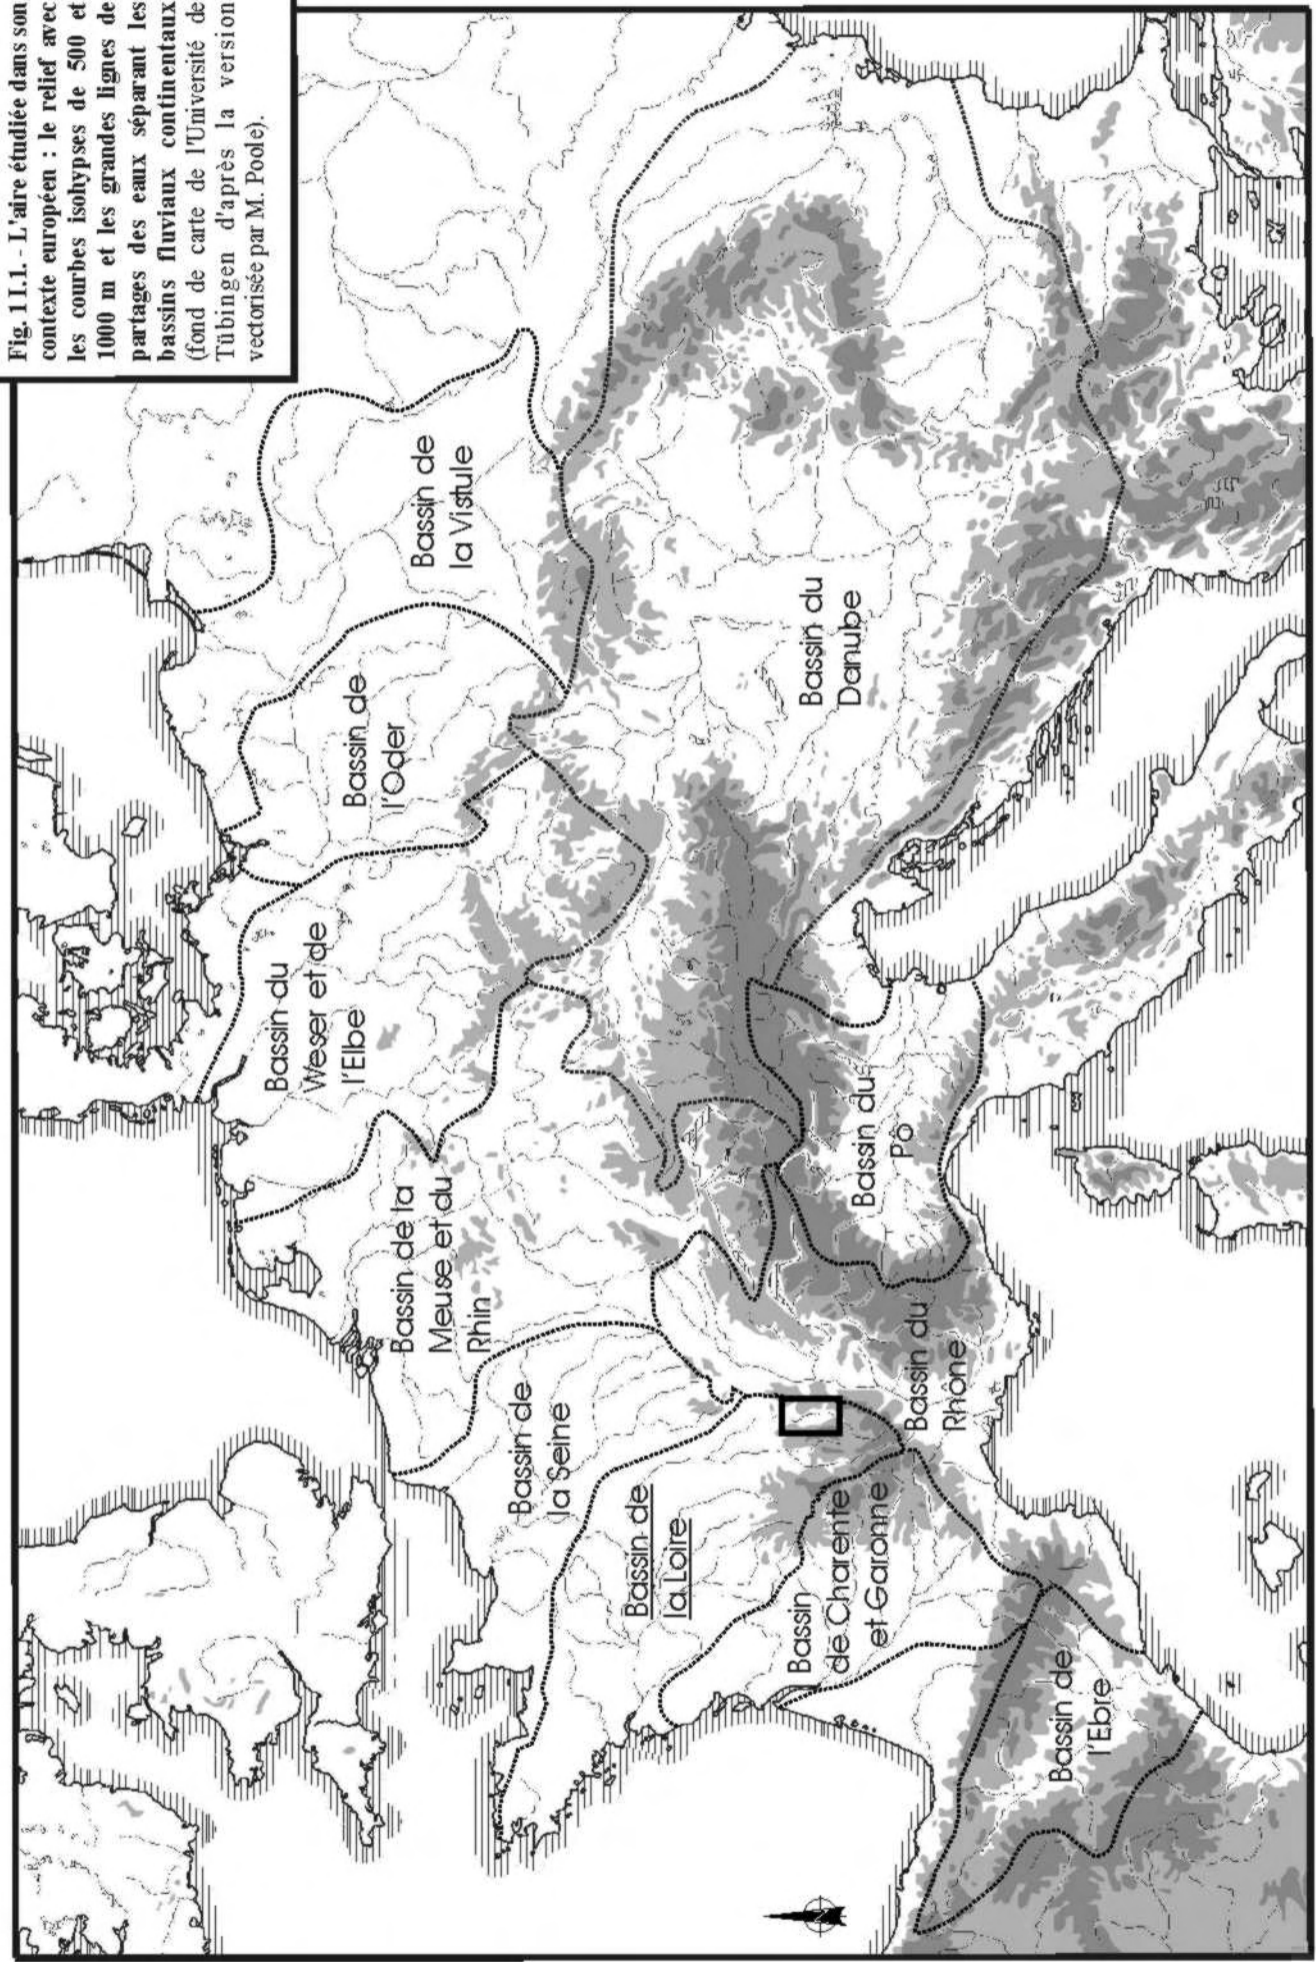 Fig. 11.1. - L'aire étudiée dans son
contexte européen : le relief avec
les courbes isohypses de 500 et
1000 m et les grandes lignes de
partages des eaux séparant les
bassins fluviaux continentaux
(fond de carte de l'Université de
Tübingen d'après la version
vectorisée par M. Poole).
Bassin de
la Vistule
Bassin de
l'Oder
Bassin du
Weser et de
l'Elbe
Bassin de la
Meuse et du
Rhin
Bassin de
la Seine
Bassin de
la Loire
Bassin
de Charente
et Garonne
Bassin du
Danube
Bassin du
Pô
Bassin du
Rhône
Bassin de
l'Ebre
N